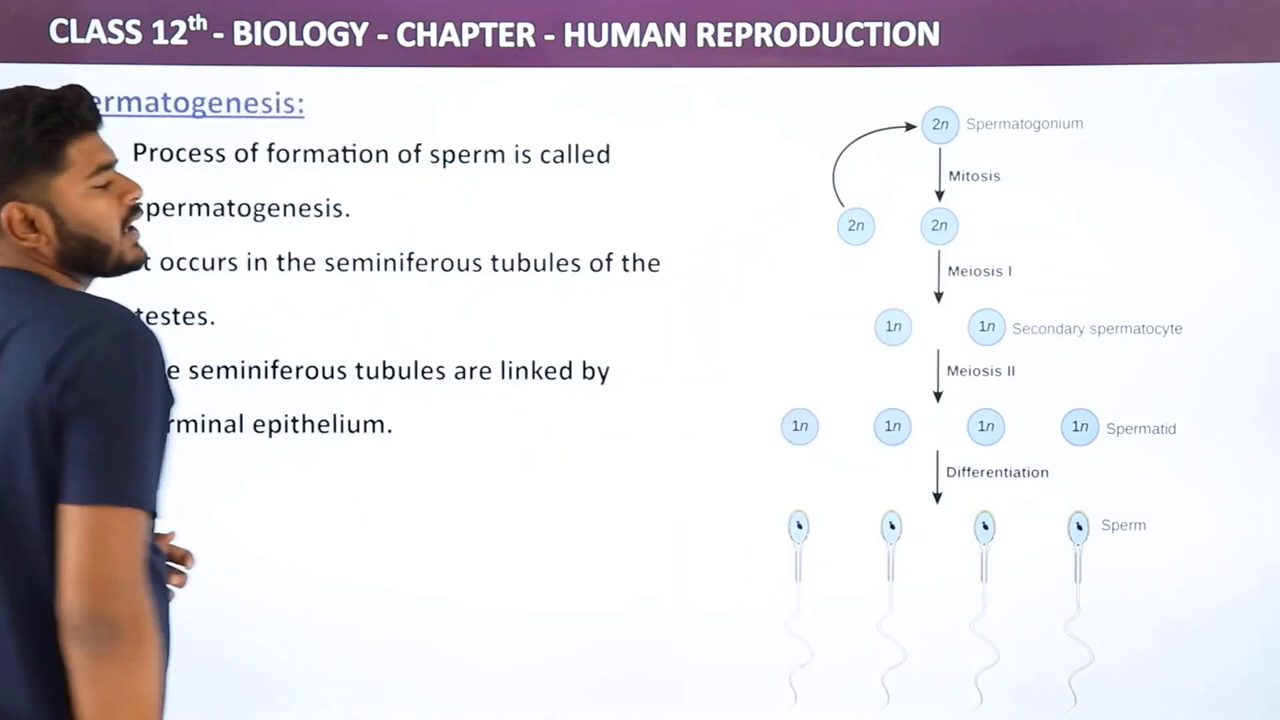 CLASS 12th - BIOLOGY - CHAPTER - HUMAN REPRODUCTION
ermatogenesis:
Process of formation of sperm is called
spermatogenesis.
t occurs in the seminiferous tubules of the
testes.
e seminiferous tubules are linked by
rminal epithelium.
2n Spermatogonium
Mitosis
2n 2n
Meiosis I
1n 1n Secondary spermatocyte
Meiosis II
1n 1n 1n 1n Spermatid
Differentiation
Sperm